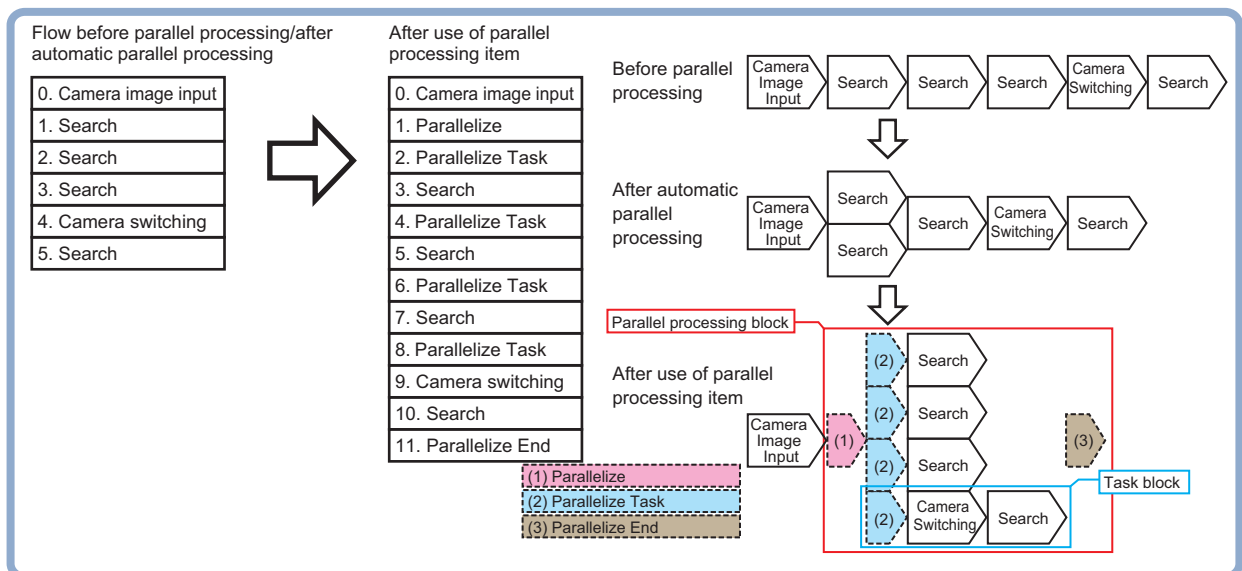 Flow before parallel processing/after
automatic parallel processing
0. Camera image input
1. Search
2. Search
3. Search
4. Camera switching
5. Search
After use of parallel
processing item
0. Camera image input
1. Parallelize
2. Parallelize Task
3. Search
4. Parallelize Task
5. Search
6. Parallelize Task
7. Search
8. Parallelize Task
9. Camera switching
10. Search
11. Parallelize End
(1) Parallelize
(2) Parallelize Task
(3) Parallelize End
Before parallel
processing
Camera
Image
Input
Search
Search
Search
Camera
Switching
Search
After automatic
parallel
processing
Camera
Image
Input
Search
Search
Search
Camera
Switching
Search
Parallel processing block
After use of parallel
processing item
Camera
Image
Input
(1)
(2)
Search
(2)
Search
(2)
Search
(2)
Camera
Switching
Search
(3)
Task block